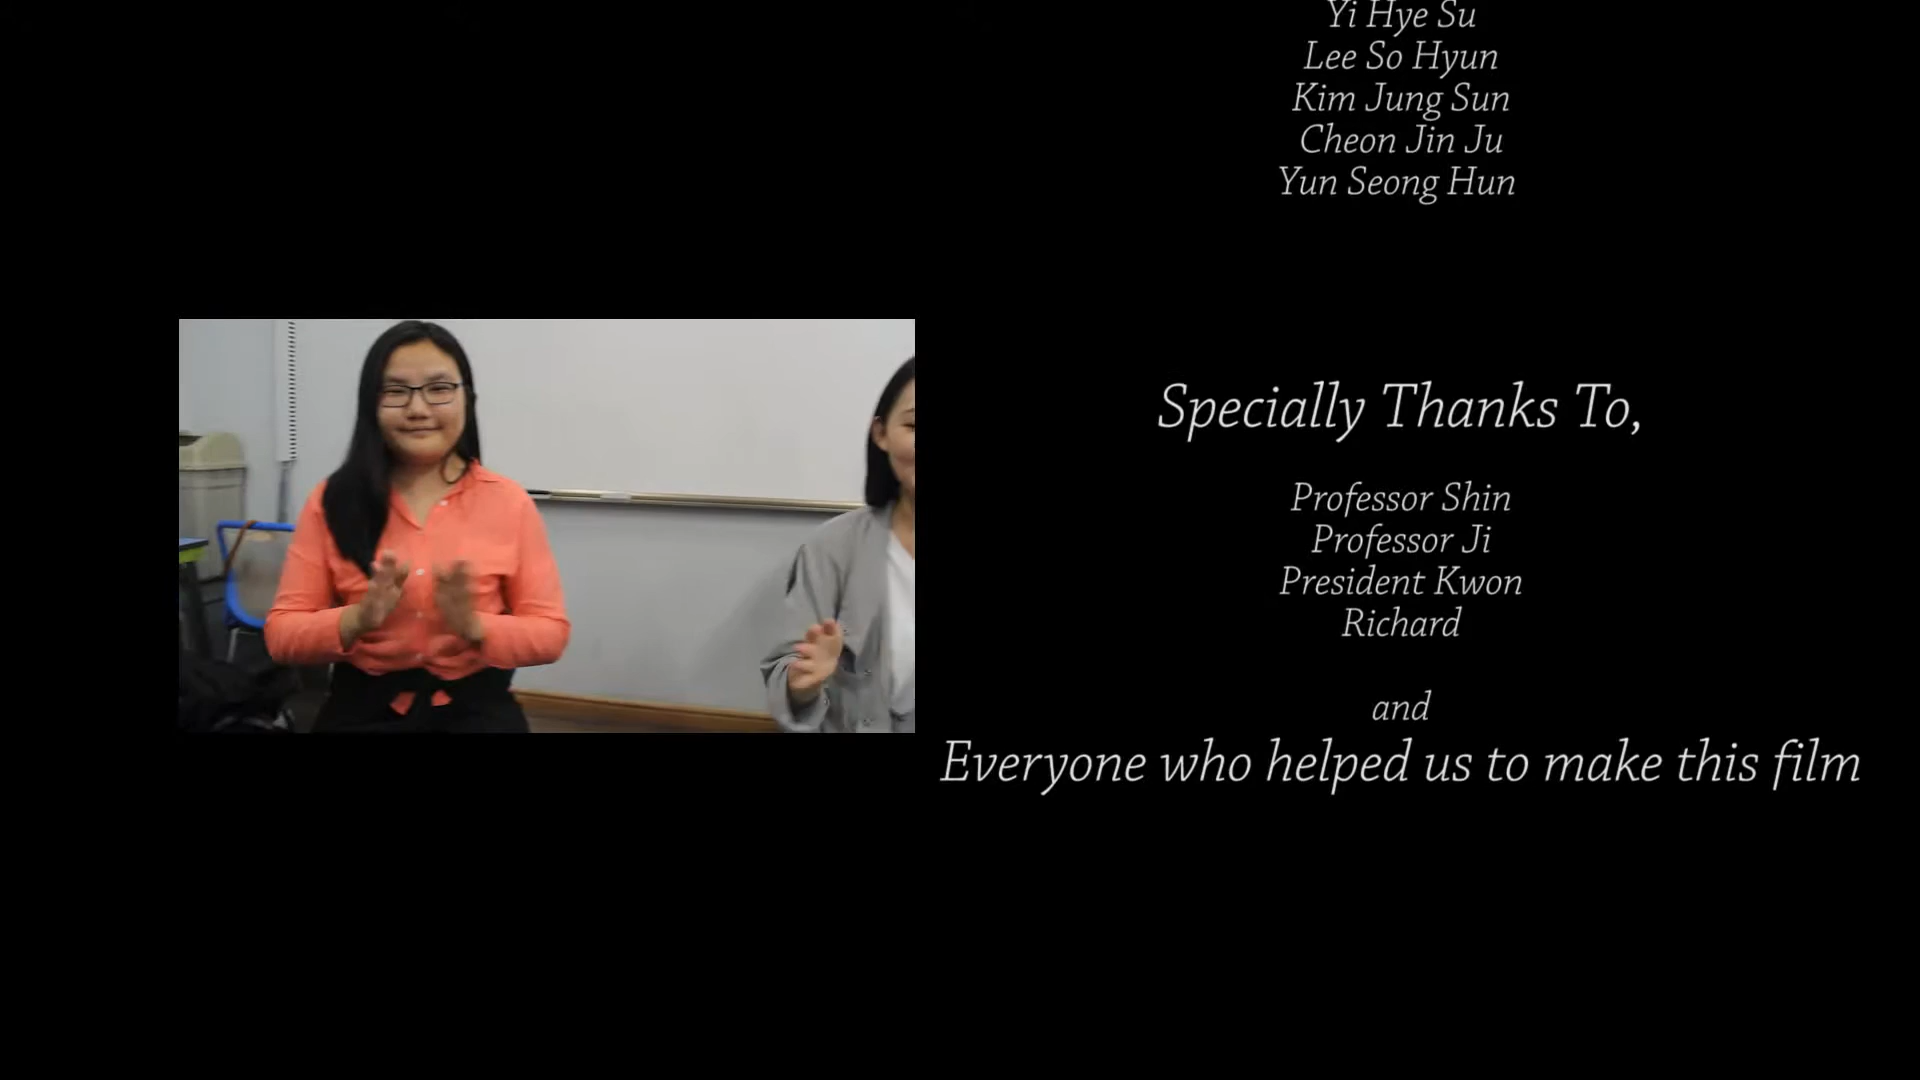 Yi Hye Su
Lee So Hyun
Kim Jung Sun
Cheon Jin Ju
Yun Seong Hun
Specially Thanks To,
Professor Shin
Professor Ji
President Kwon
Richard
and
Everyone who helped us to make this film